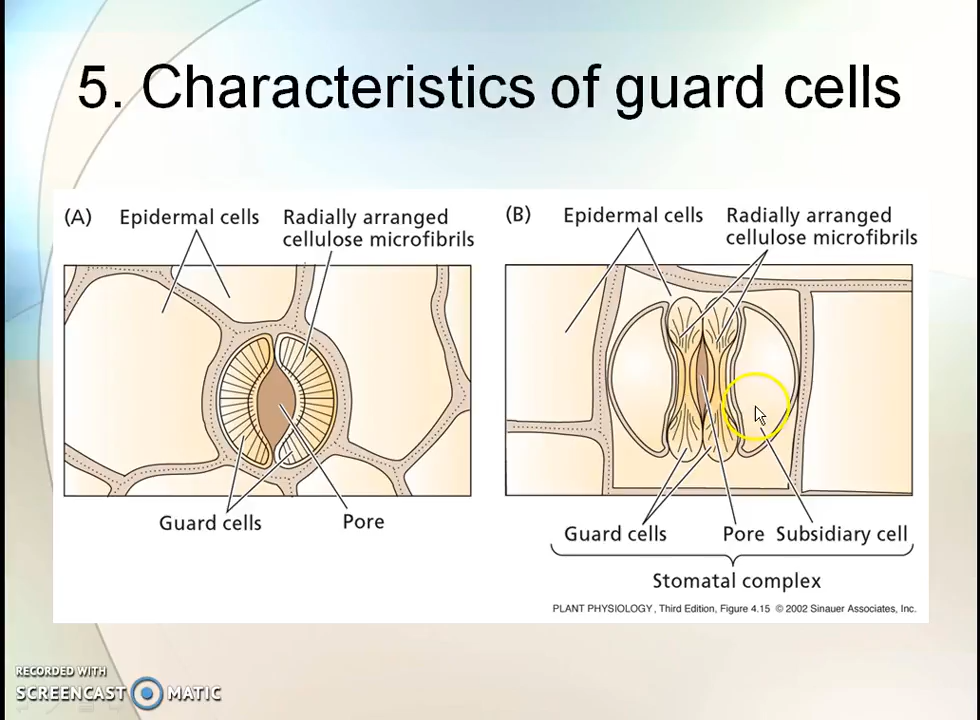 5. Characteristics of guard cells
(A) Epidermal cells Radially arranged
cellulose microfibrils
Guard cells
Pore
(B) Epidermal cells Radially arranged
cellulose microfibrils
Guard cells Pore Subsidiary cell
Stomatal complex
PLANT PHYSIOLOGY, Third Edition, Figure 4.15 © 2002 Sinauer Associates, Inc.
RECORDED WITH
SCREENCAST MATIC